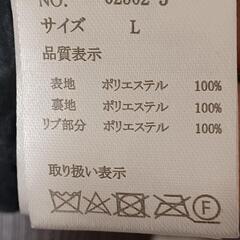 NO.
サイズ L
品質表示
表地 ポリエステル 100%
裏地 ポリエステル 100%
リブ部分 ポリエステル 100%
取り扱い表示
F